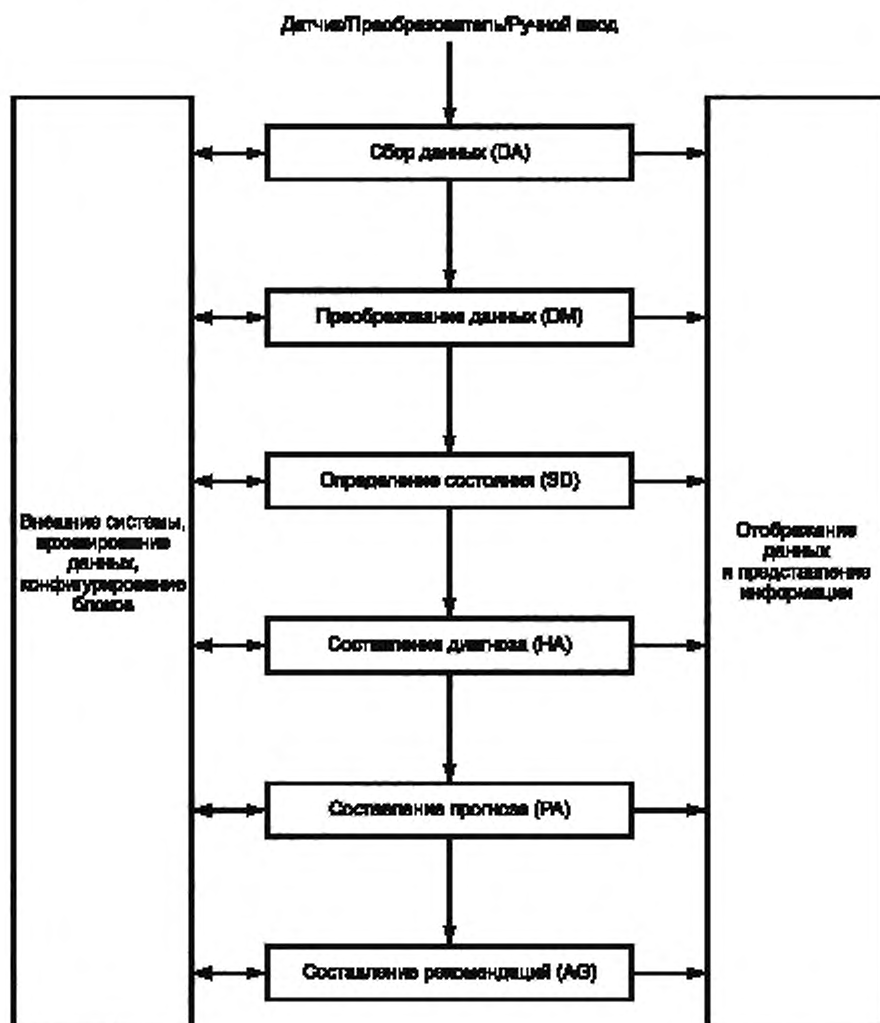 Датчик/Преобразователь/Ручной ввод
Сбор данных (DA)
Преобразование данных (DM)
Определение состояния (SD)
Внешние системы,
архивирование
данных,
конфигурирование
блоков
Отображение
данных
и представление
информации
Составление диагноза (HA)
Составление прогноза (PA)
Составление рекомендаций (AG)